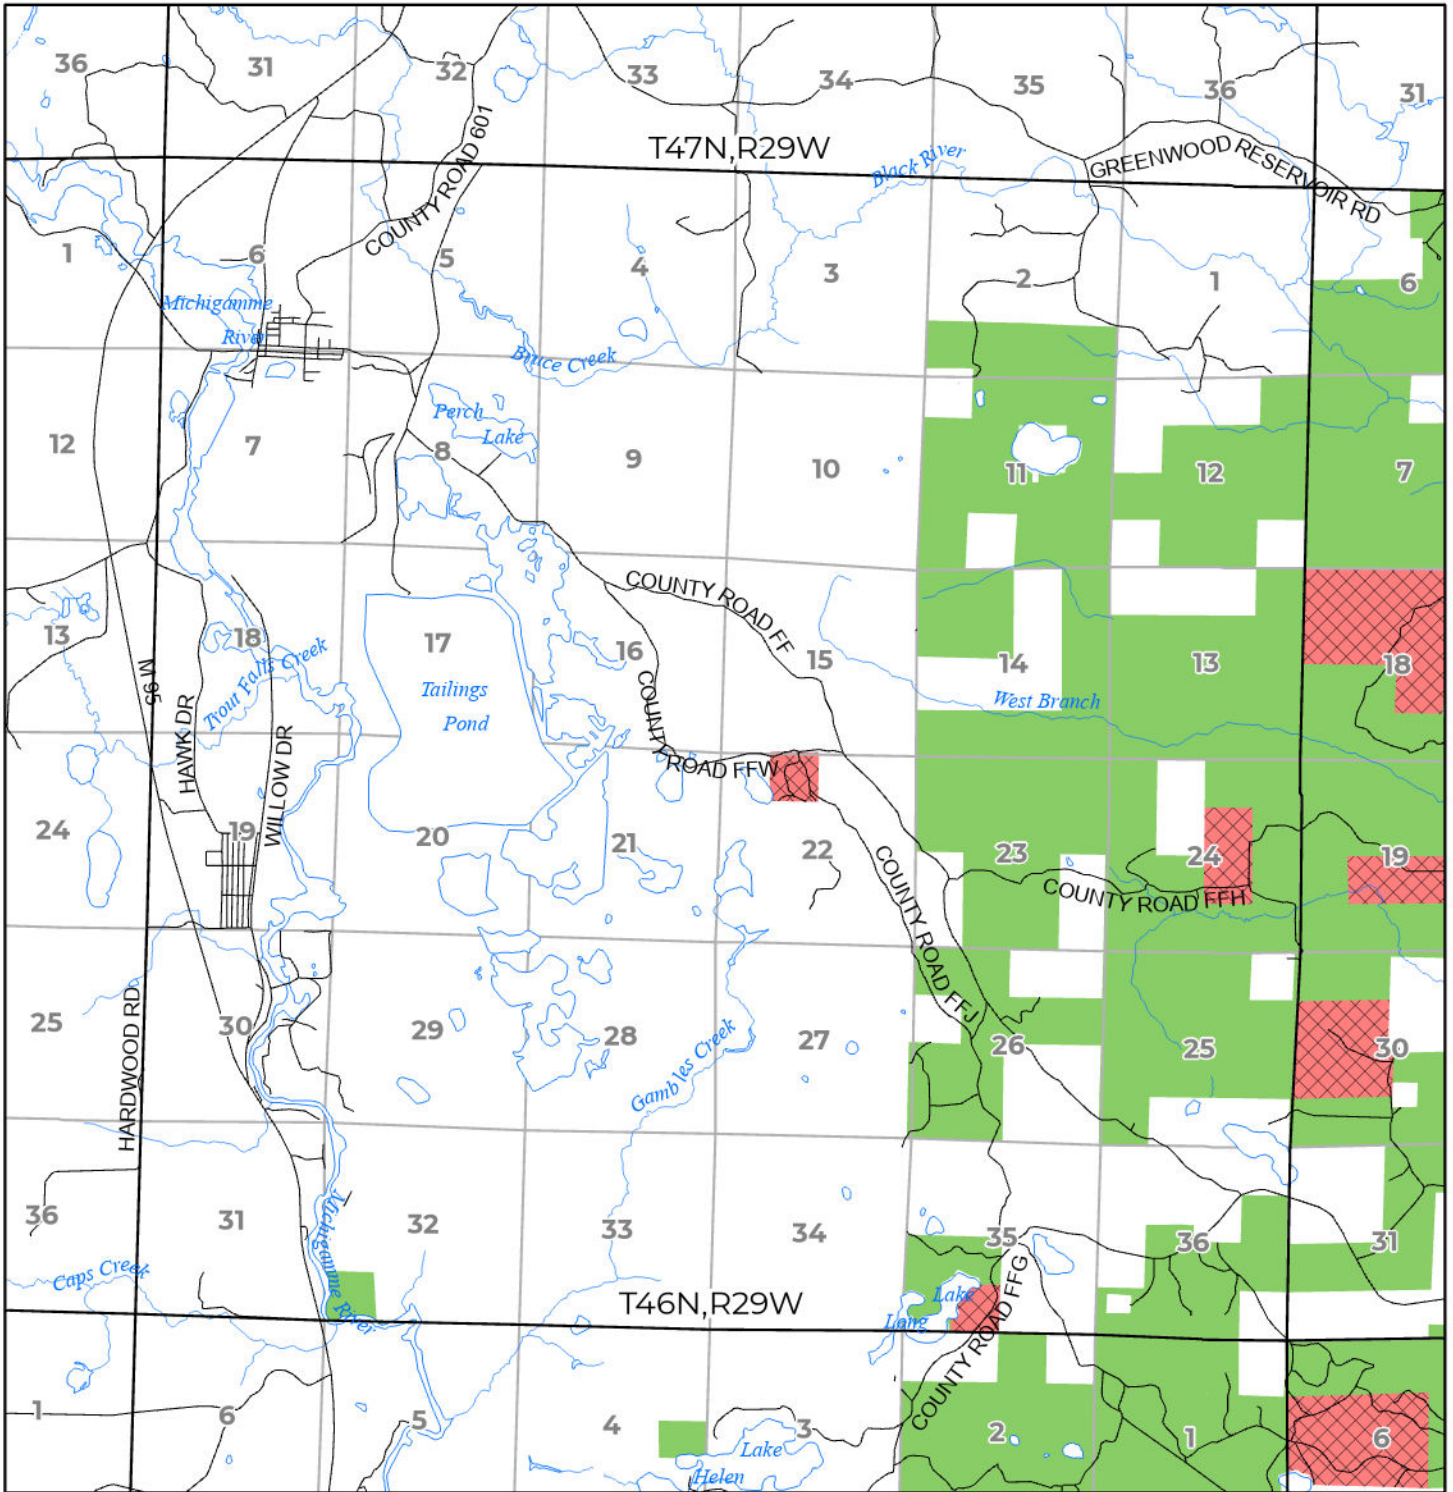 36
31
32
33
34
35
36
31
COUNTY ROAD 601
T47N,R29W
Black River
GREENWOOD RESERVOIR RD
1
6
5
4
3
2
1
6
Michigamme
River
Bruce Creek
Perch
Lake
12
7
8
9
10
11
12
7
COUNTY ROAD FF
13
18
17
16
15
14
13
18
Trout Falls Creek
M 95
HAWK DR
WILLOW DR
Tailings
Pond
COUNTY ROAD FFW
West Branch
24
19
20
21
22
23
24
19
COUNTY ROAD FFH
COUNTY ROAD FFJ
HARDWOOD RD
25
30
29
28
27
26
25
30
Gambles Creek
36
31
32
33
34
35
36
31
Caps Creek
Michigamme River
T46N,R29W
Lake
Long
COUNTY ROAD FFG
1
6
5
4
3
2
1
6
Lake
Helen